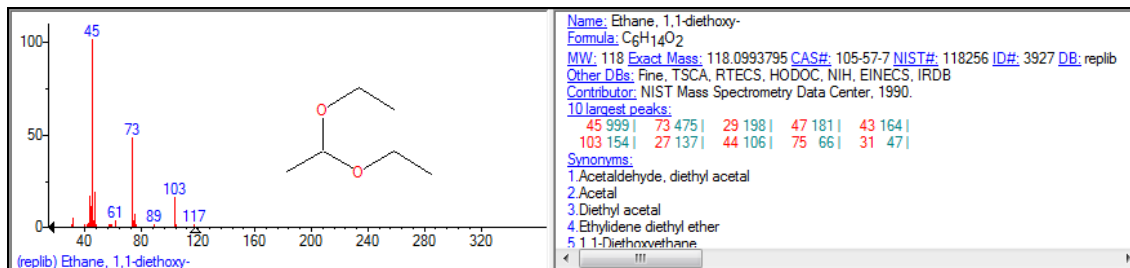 100
50
0
45
73
103
61
89
117
O
O
40 80 120 160 200 240 280 320
(replib) Ethane, 1,1-diethoxy-
Name: Ethane, 1,1-diethoxy-
Formula: C6H14O2
MW: 118 Exact Mass: 118.0993795 CAS#: 105-57-7 NIST#: 118256 ID#: 3927 DB: replib
Other DBs: Fine, TSCA, RTECS, HODOC, NIH, EINECS, IRDB
Contributor: NIST Mass Spectrometry Data Center, 1990.
10 largest peaks:
45 999 | 73 475 | 29 198 | 47 181 | 43 164 |
103 154 | 27 137 | 44 106 | 75 66 | 31 47 |
Synonyms:
1.Acetaldehyde, diethyl acetal
2.Acetal
3.Diethyl acetal
4.Ethylidene diethyl ether
5.1,1-Diethoxyethane